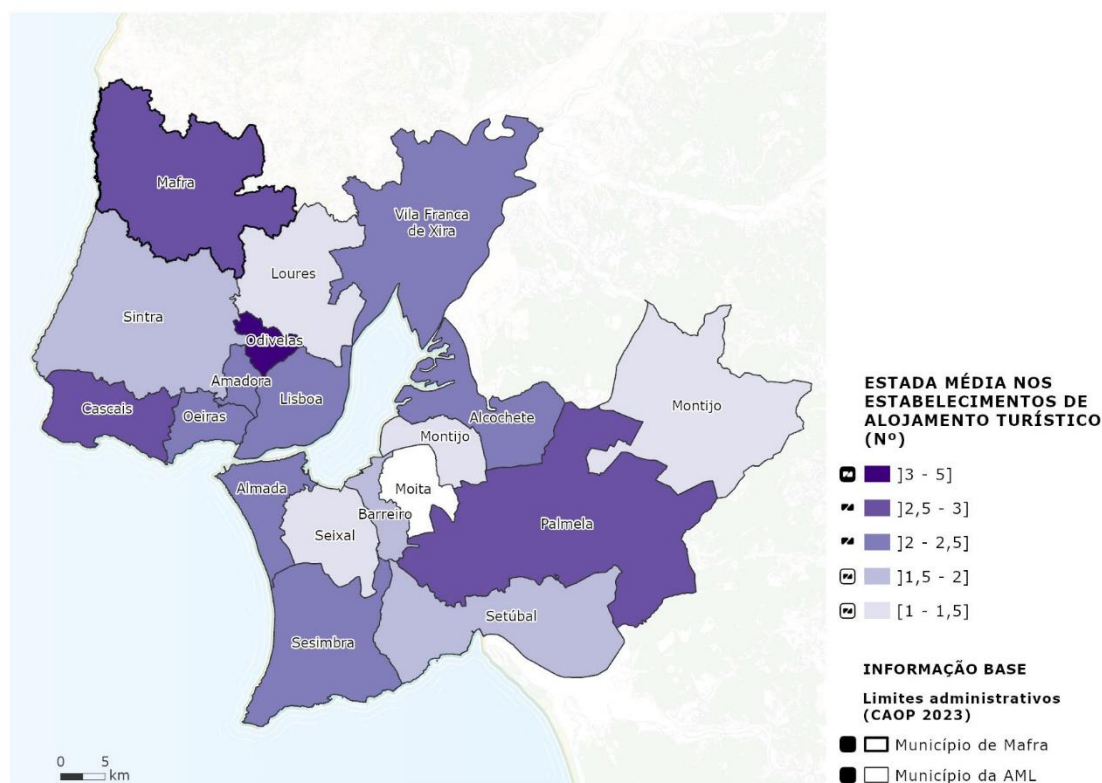 Mafra
Vila Franca
de Xira
Loures
Sintra
Odivelas
Amadora
Lisboa
Cascais
Oeiras
Alcochete
Montijo
Montijo
Almada
Moita
Barreiro
Seixal
Palmela
Setúbal
Sesimbra
0 5
km
ESTADA MÉDIA NOS
ESTABELECIMENTOS DE
ALOJAMENTO TURÍSTICO
(Nº)
]3 - 5]
]2,5 - 3]
]2 - 2,5]
]1,5 - 2]
[1 - 1,5]
INFORMAÇÃO BASE
Limites administrativos
(CAOP 2023)
Município de Mafra
Município da AML